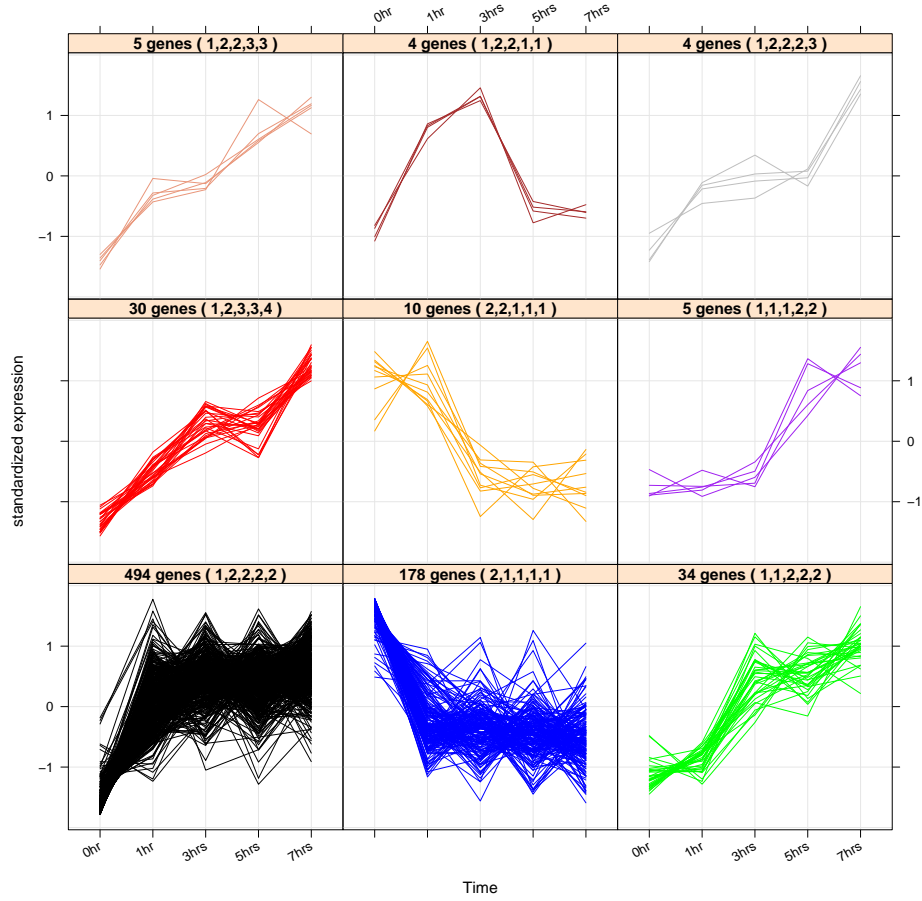 0hr 1hr 3hrs 5hrs 7hrs
5 genes ( 1,2,2,3,3 ) 4 genes ( 1,2,2,1,1 ) 4 genes ( 1,2,2,2,3 )
1
0
−1
30 genes ( 1,2,3,3,4 ) 10 genes ( 2,2,1,1,1 ) 5 genes ( 1,1,1,2,2 )
1
0
−1
standardized expression
494 genes ( 1,2,2,2,2 ) 178 genes ( 2,1,1,1,1 ) 34 genes ( 1,1,2,2,2 )
1
0
−1
0hr 1hr 3hrs 5hrs 7hrs 0hr 1hr 3hrs 5hrs 7hrs
Time